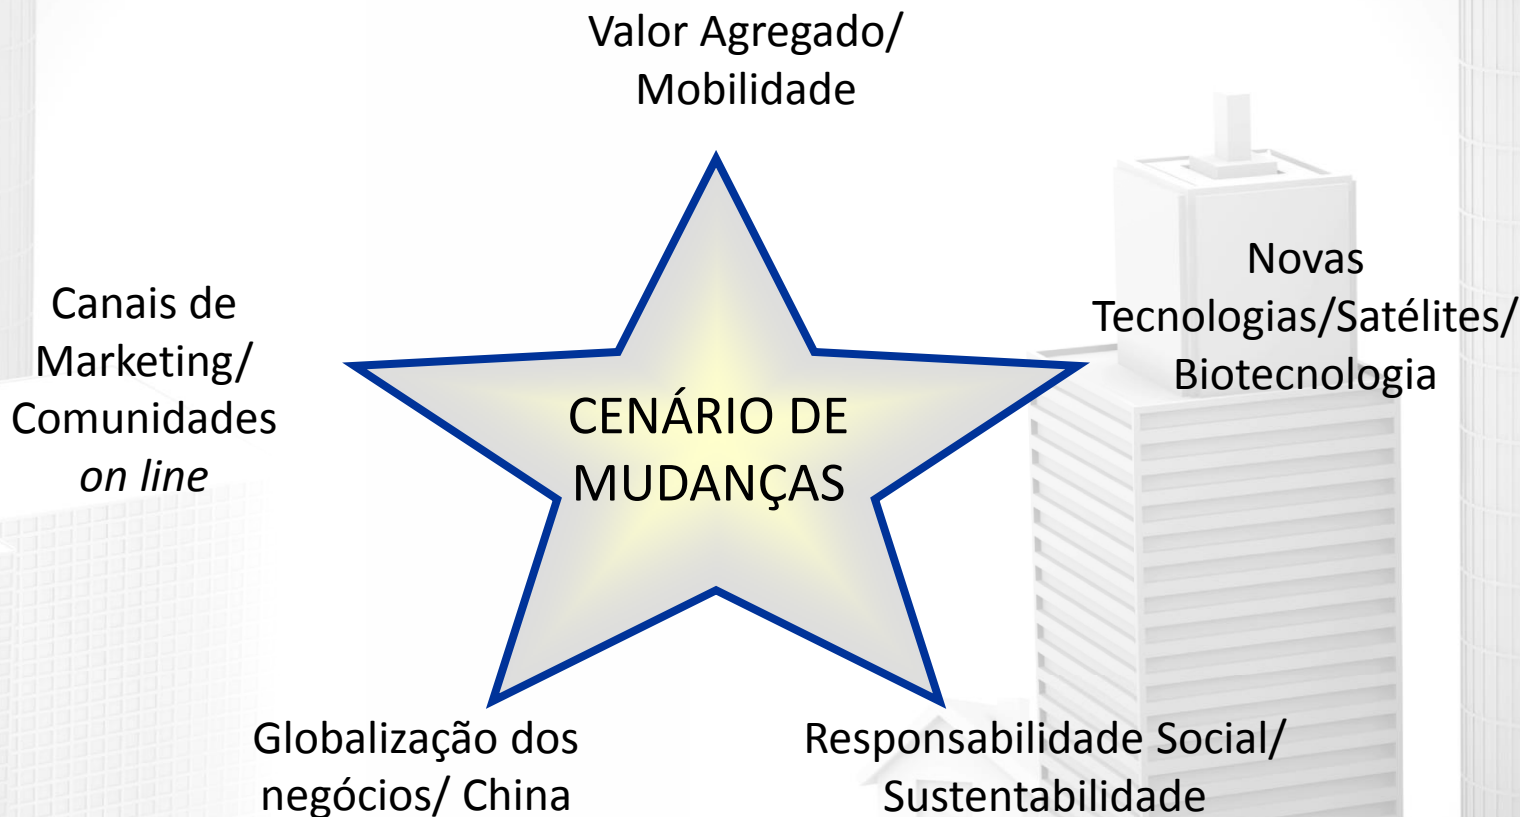 Valor Agregado/
Mobilidade
Novas
Tecnologias/Satélites/
Biotecnologia
Canais de
Marketing/
Comunidades
on line
CENÁRIO DE
MUDANÇAS
Globalização dos
negócios/ China
Responsabilidade Social/
Sustentabilidade